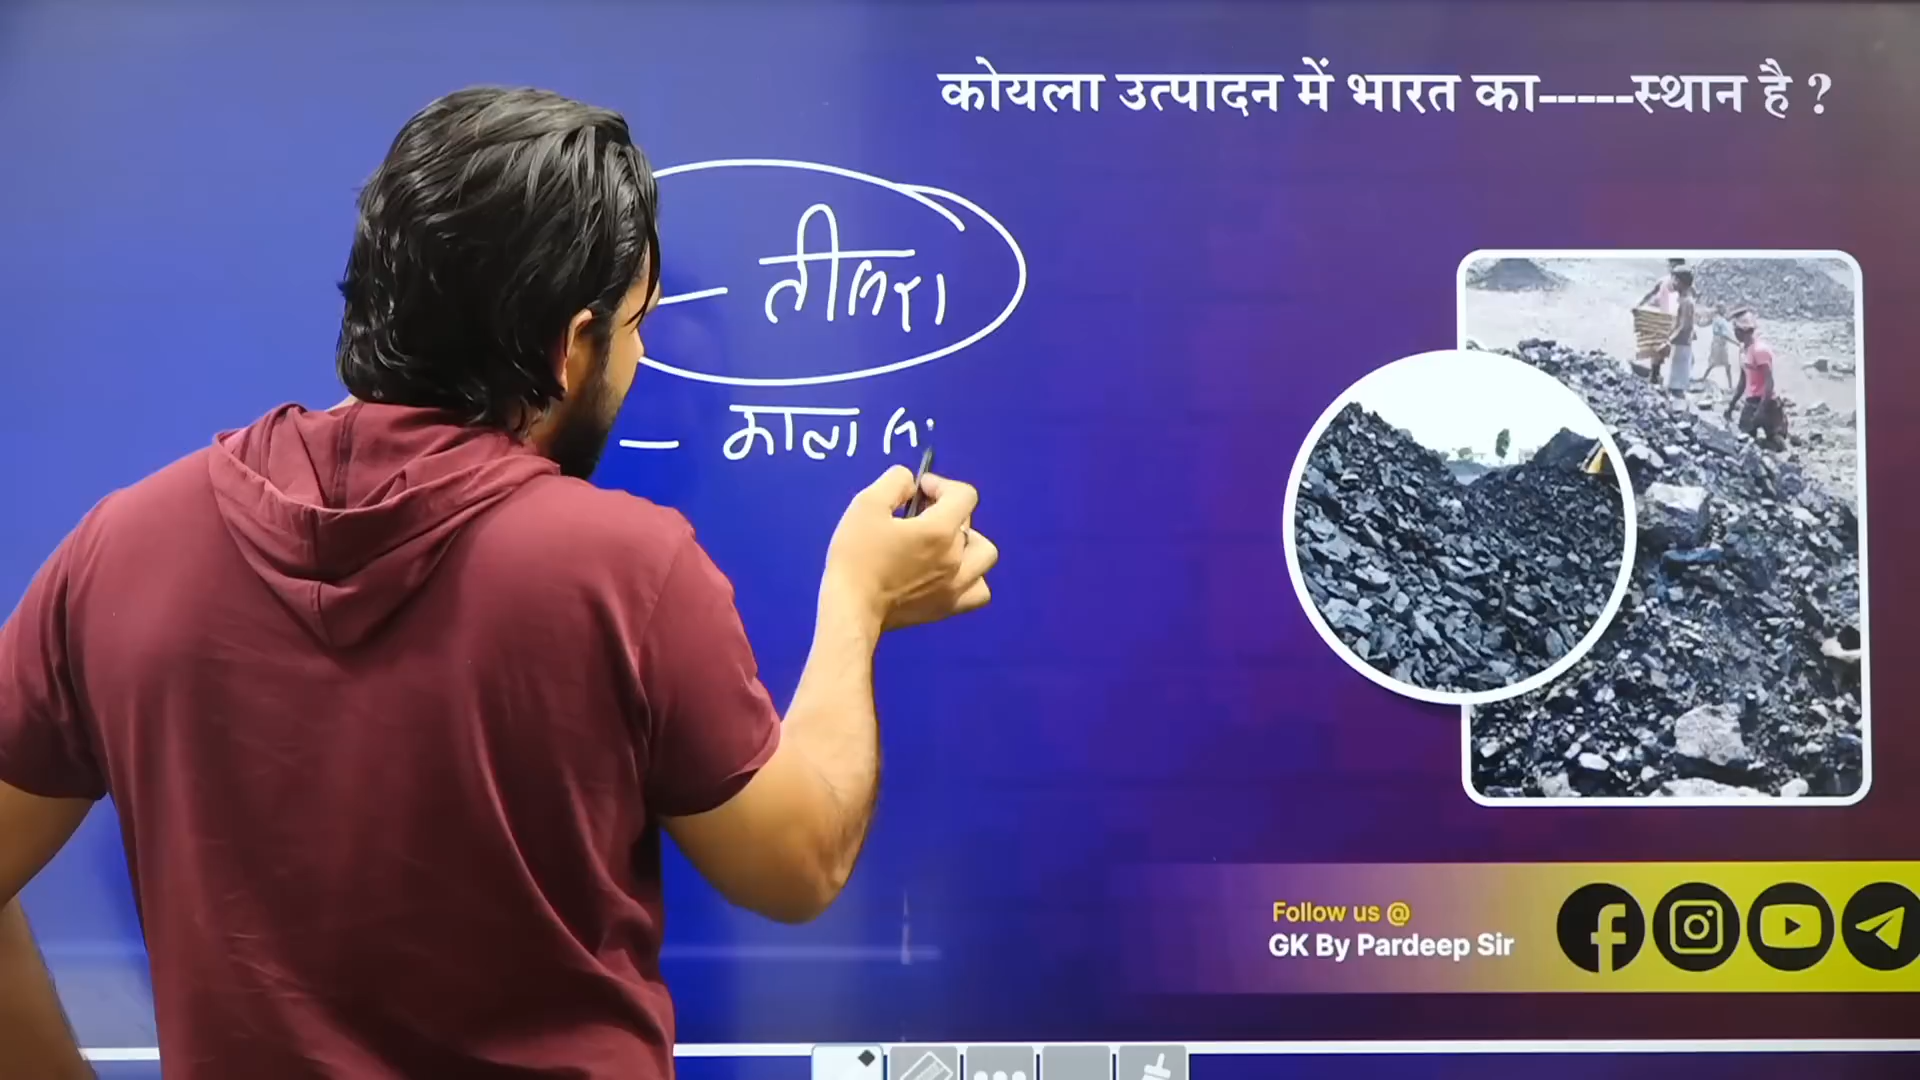 कोयला उत्पादन में भारत का-----स्थान है ?
– तीसरा
– काला
Follow us @
GK By Pardeep Sir